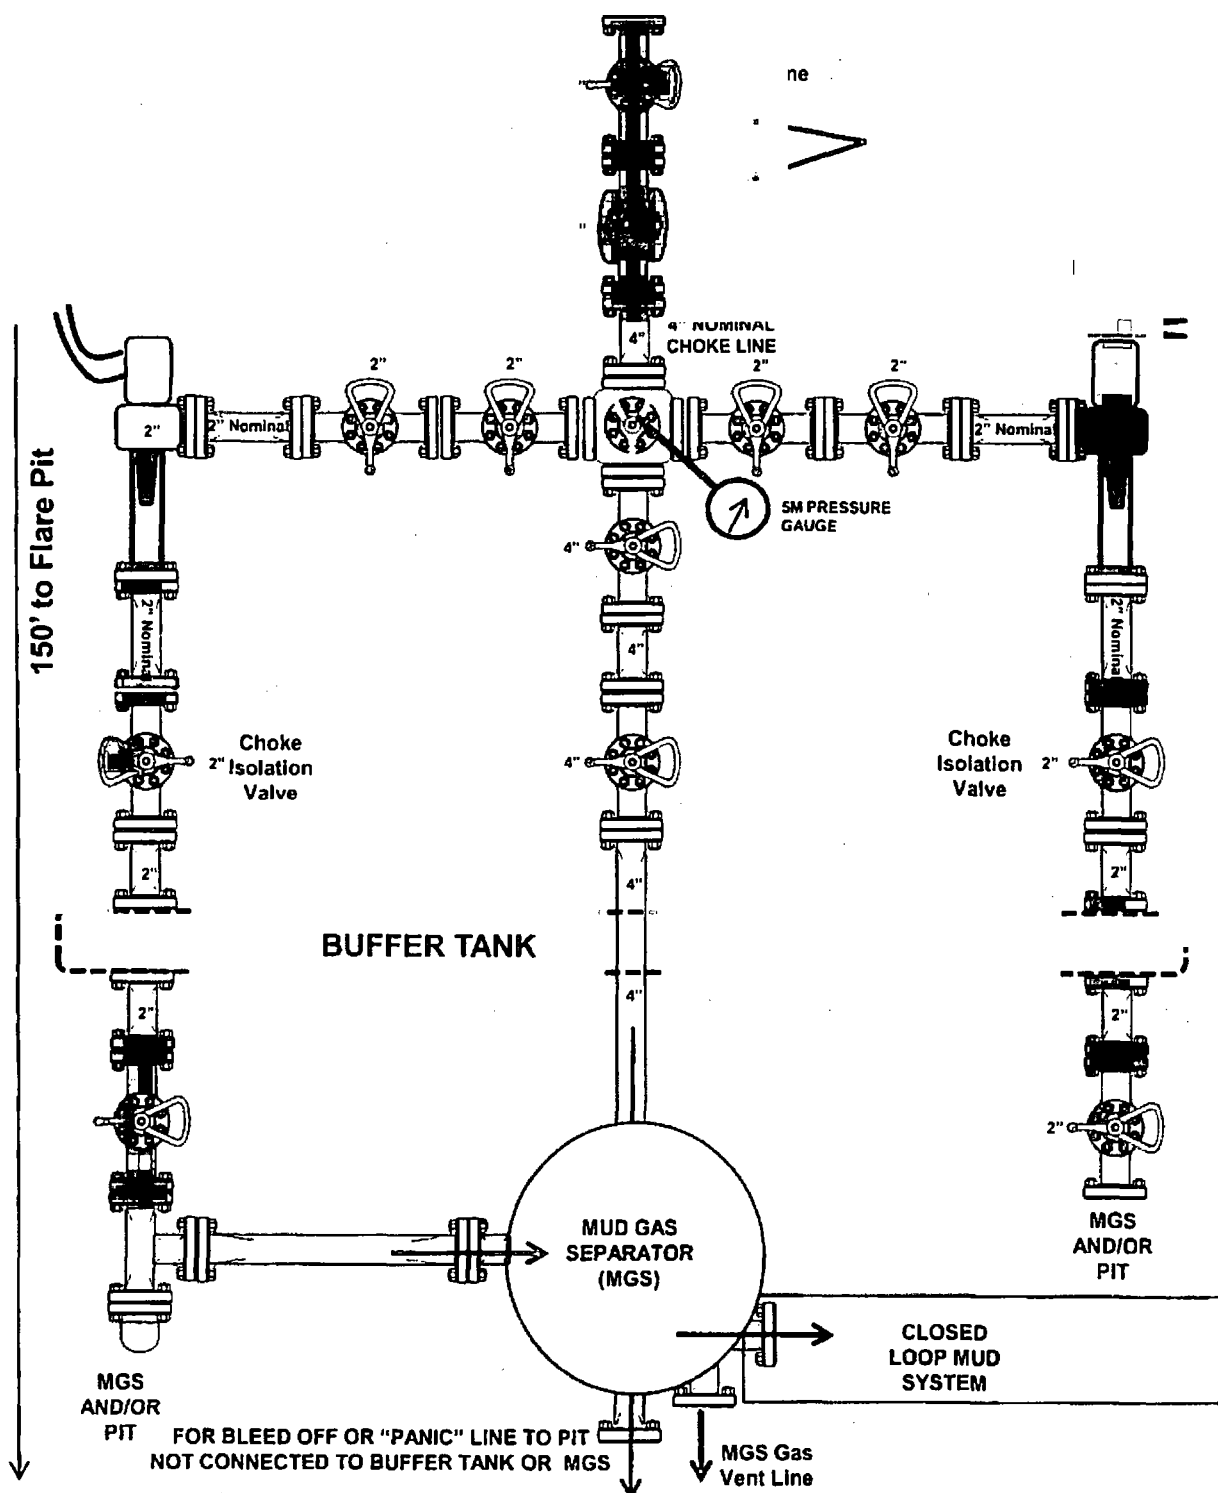 ne
"
"
4" NOMINAL
CHOKE LINE
4"
2"
2"
2"
2"
2"
2" Nominal
2" Nominal
5M PRESSURE
GAUGE
4"
150' to Flare Pit
2" Nominal
4"
2" Nominal
2"
Choke
Isolation
Valve
4"
Choke
Isolation
Valve
2"
2"
4"
2"
BUFFER TANK
2"
4"
2"
2"
MUD GAS
SEPARATOR
(MGS)
MGS
AND/OR
PIT
CLOSED
LOOP MUD
SYSTEM
MGS
AND/OR
PIT
FOR BLEED OFF OR "PANIC" LINE TO PIT
NOT CONNECTED TO BUFFER TANK OR MGS
MGS Gas
Vent Line